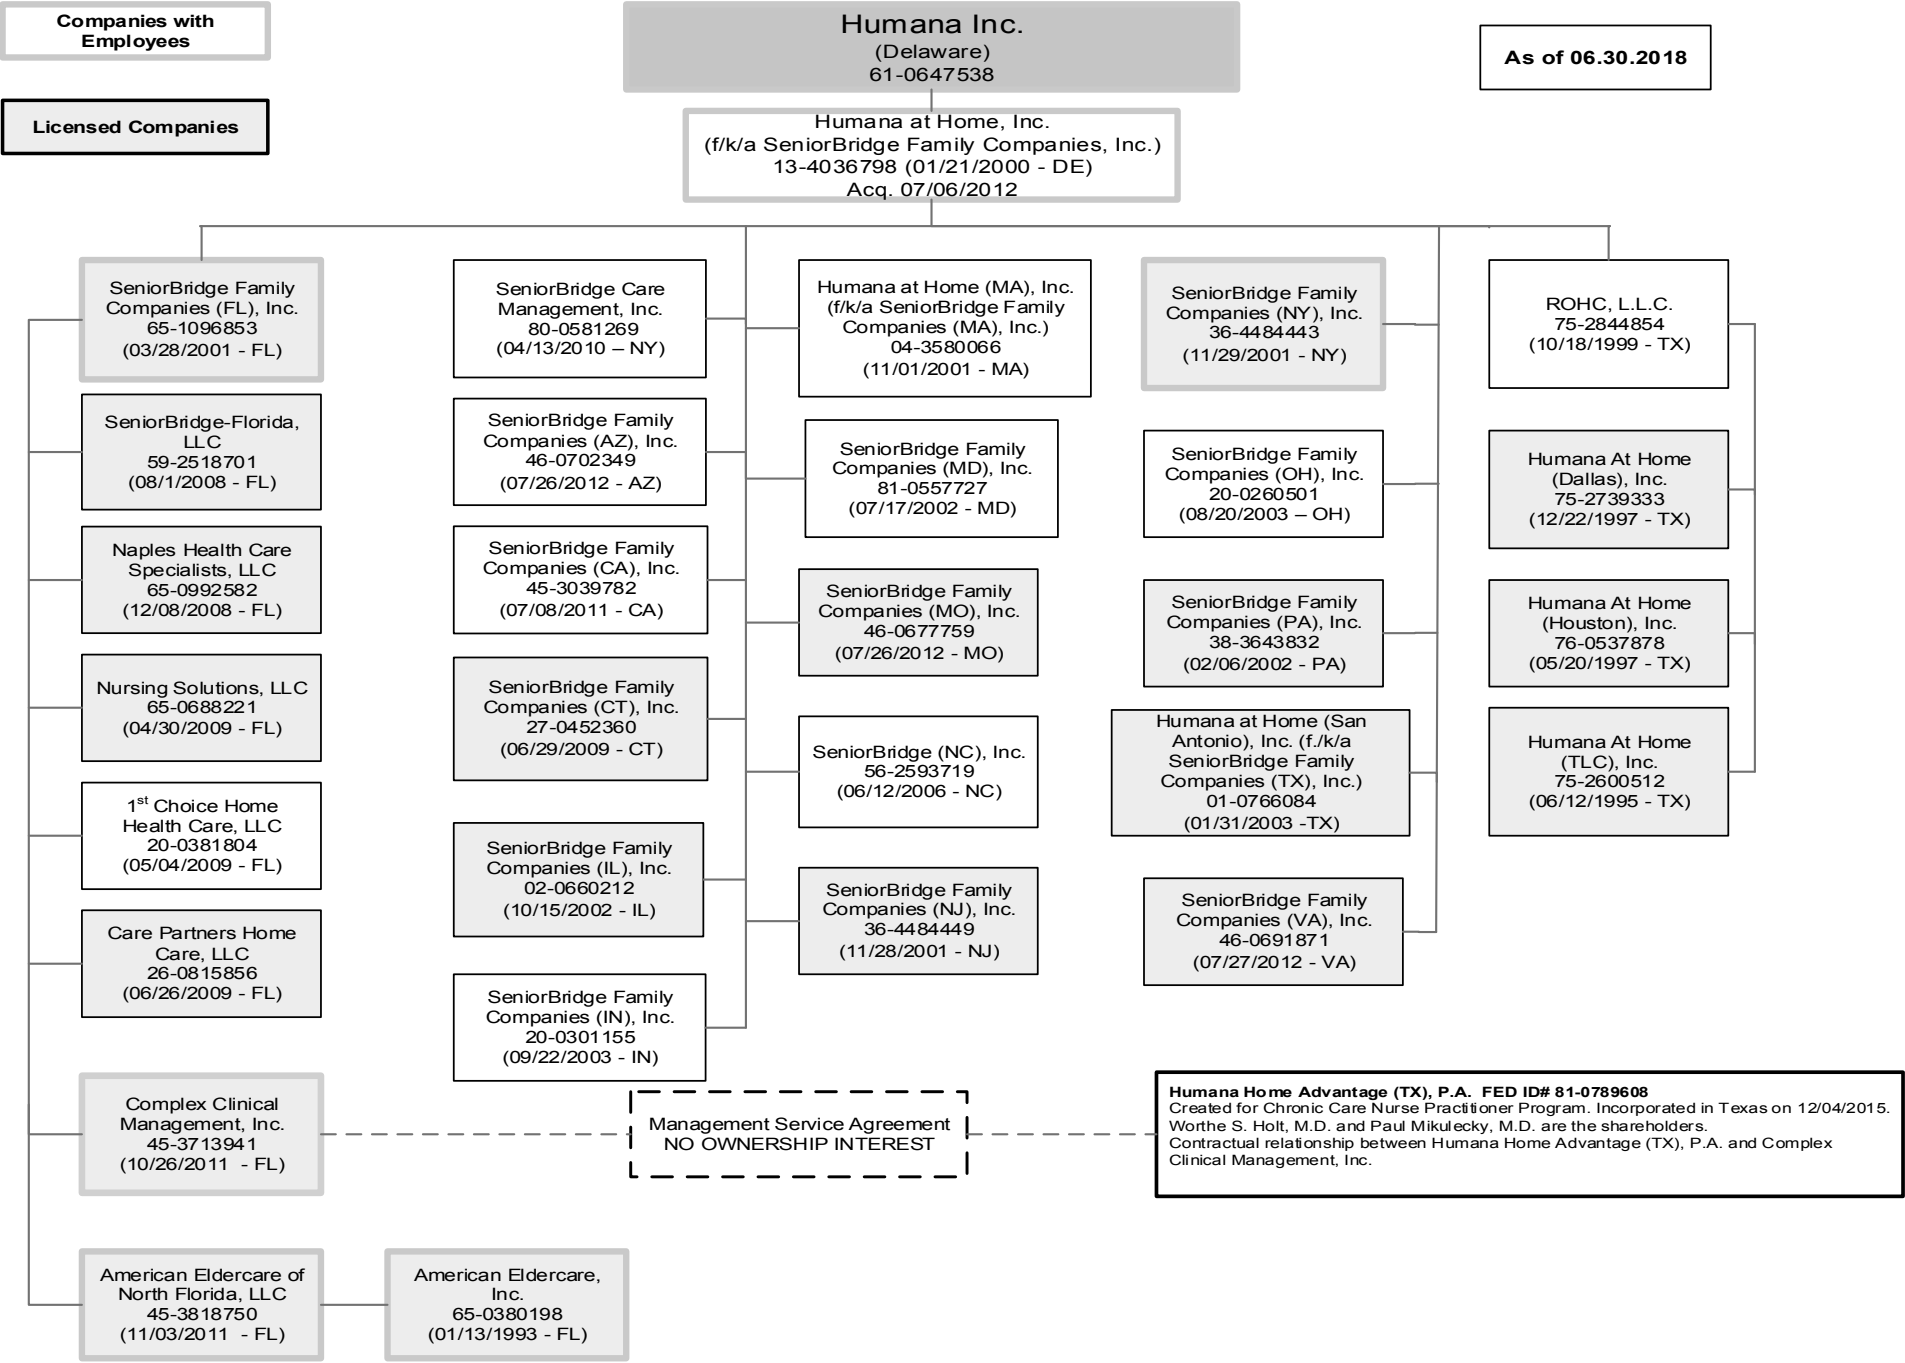 Companies with
Employees
Humana Inc.
(Delaware)
61-0647538
As of 06.30.2018
Licensed Companies
Humana at Home, Inc.
(f/k/a SeniorBridge Family Companies, Inc.)
13-4036798 (01/21/2000 - DE)
Acq. 07/06/2012
SeniorBridge Family
Companies (FL), Inc.
65-1096853
(03/28/2001 - FL)
SeniorBridge-Florida,
LLC
59-2518701
(08/1/2008 - FL)
Naples Health Care
Specialists, LLC
65-0992582
(12/08/2008 - FL)
Nursing Solutions, LLC
65-0688221
(04/30/2009 - FL)
1st Choice Home
Health Care, LLC
20-0381804
(05/04/2009 - FL)
Care Partners Home
Care, LLC
26-0815856
(06/26/2009 - FL)
Complex Clinical
Management, Inc.
45-3713941
(10/26/2011 - FL)
American Eldercare of
North Florida, LLC
45-3818750
(11/03/2011 - FL)
American Eldercare,
Inc.
65-0380198
(01/13/1993 - FL)
SeniorBridge Care
Management, Inc.
80-0581269
(04/13/2010 – NY)
SeniorBridge Family
Companies (AZ), Inc.
46-0702349
(07/26/2012 - AZ)
SeniorBridge Family
Companies (CA), Inc.
45-3039782
(07/08/2011 - CA)
SeniorBridge Family
Companies (CT), Inc.
27-0452360
(06/29/2009 - CT)
SeniorBridge Family
Companies (IL), Inc.
02-0660212
(10/15/2002 - IL)
SeniorBridge Family
Companies (IN), Inc.
20-0301155
(09/22/2003 - IN)
Humana at Home (MA), Inc.
(f/k/a SeniorBridge Family
Companies (MA), Inc.)
04-3580066
(11/01/2001 - MA)
SeniorBridge Family
Companies (MD), Inc.
81-0557727
(07/17/2002 - MD)
SeniorBridge Family
Companies (MO), Inc.
46-0677759
(07/26/2012 - MO)
SeniorBridge (NC), Inc.
56-2593719
(06/12/2006 - NC)
SeniorBridge Family
Companies (NJ), Inc.
36-4484449
(11/28/2001 - NJ)
SeniorBridge Family
Companies (NY), Inc.
36-4484443
(11/29/2001 - NY)
SeniorBridge Family
Companies (OH), Inc.
20-0260501
(08/20/2003 – OH)
SeniorBridge Family
Companies (PA), Inc.
38-3643832
(02/06/2002 - PA)
Humana at Home (San
Antonio), Inc. (f./k/a
SeniorBridge Family
Companies (TX), Inc.)
01-0766084
(01/31/2003 -TX)
SeniorBridge Family
Companies (VA), Inc.
46-0691871
(07/27/2012 - VA)
ROHC, L.L.C.
75-2844854
(10/18/1999 - TX)
Humana At Home
(Dallas), Inc.
75-2739333
(12/22/1997 - TX)
Humana At Home
(Houston), Inc.
76-0537878
(05/20/1997 - TX)
Humana At Home
(TLC), Inc.
75-2600512
(06/12/1995 - TX)
Management Service Agreement
NO OWNERSHIP INTEREST
Humana Home Advantage (TX), P.A. FED ID# 81-0789608
Created for Chronic Care Nurse Practitioner Program. Incorporated in Texas on 12/04/2015.
Worthe S. Holt, M.D. and Paul Mikulecky, M.D. are the shareholders.
Contractual relationship between Humana Home Advantage (TX), P.A. and Complex
Clinical Management, Inc.